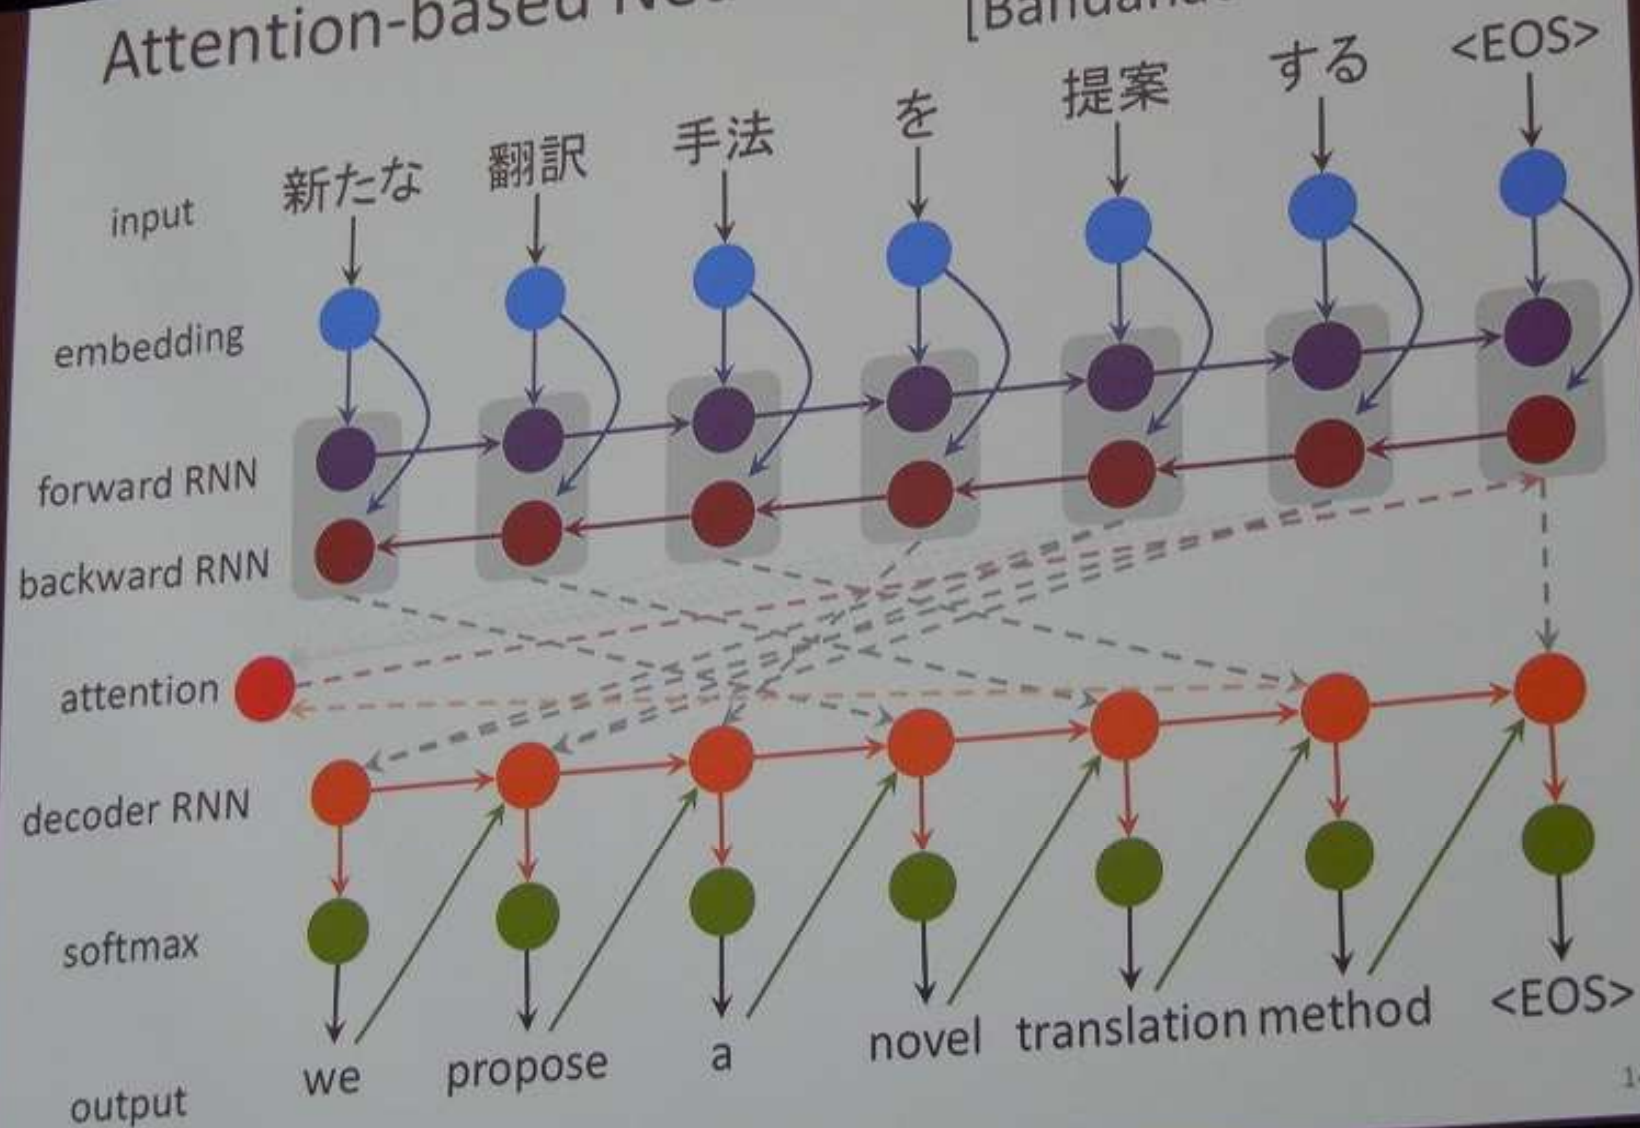 Attention-based
新たな 翻訳 手法 を 提案 する <EOS>
input
embedding
forward RNN
backward RNN
attention
decoder RNN
softmax
we propose a novel translation method <EOS>
output